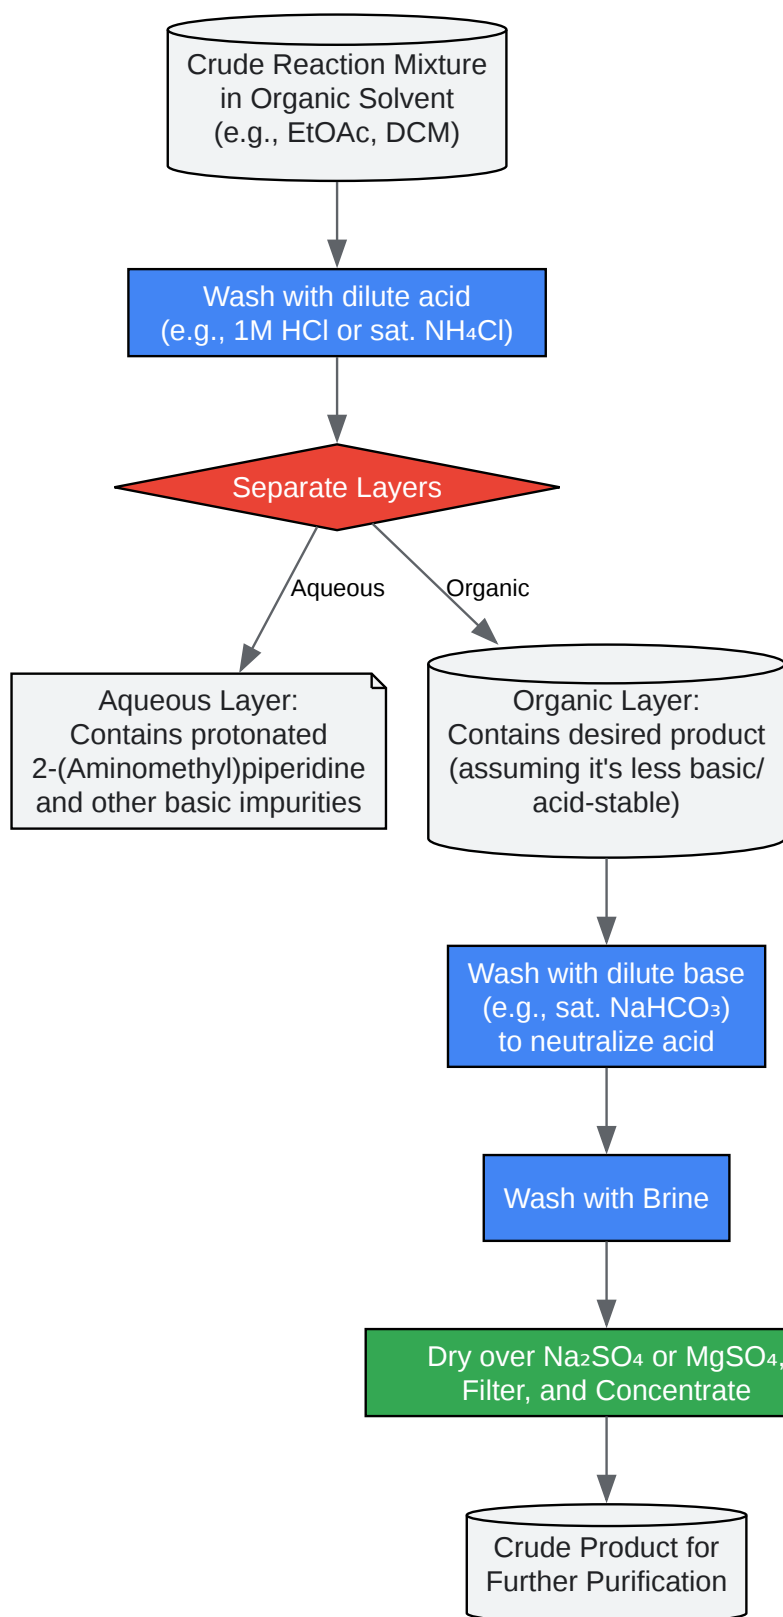 Crude Reaction Mixture
in Organic Solvent
(e.g., EtOAc, DCM)
Wash with dilute acid
(e.g., 1M HCl or sat. NH₄Cl)
Separate Layers
Aqueous
Organic
Aqueous Layer:
Contains protonated
2-(Aminomethyl)piperidine
and other basic impurities
Organic Layer:
Contains desired product
(assuming it's less basic/
acid-stable)
Wash with dilute base
(e.g., sat. NaHCO₃)
to neutralize acid
Wash with Brine
Dry over Na₂SO₄ or MgSO₄,
Filter, and Concentrate
Crude Product for
Further Purification